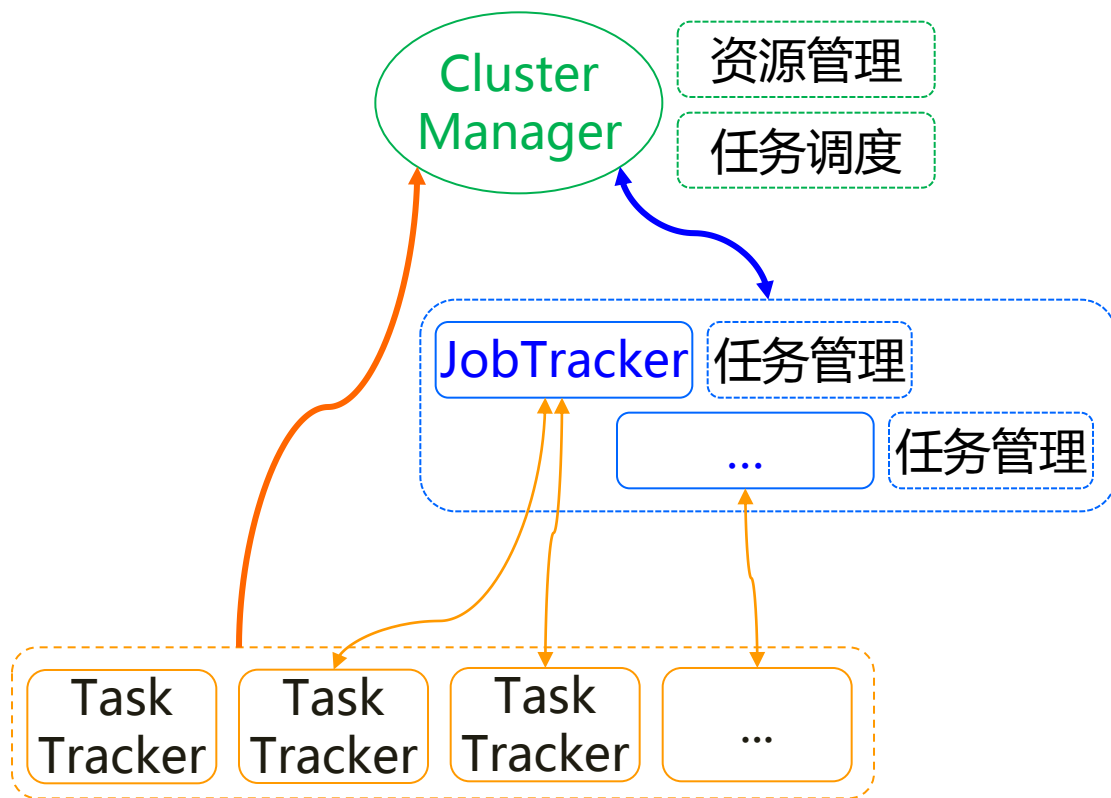 Cluster
Manager
资源管理
任务调度
JobTracker
任务管理
...
任务管理
Task
Tracker
Task
Tracker
Task
Tracker
...